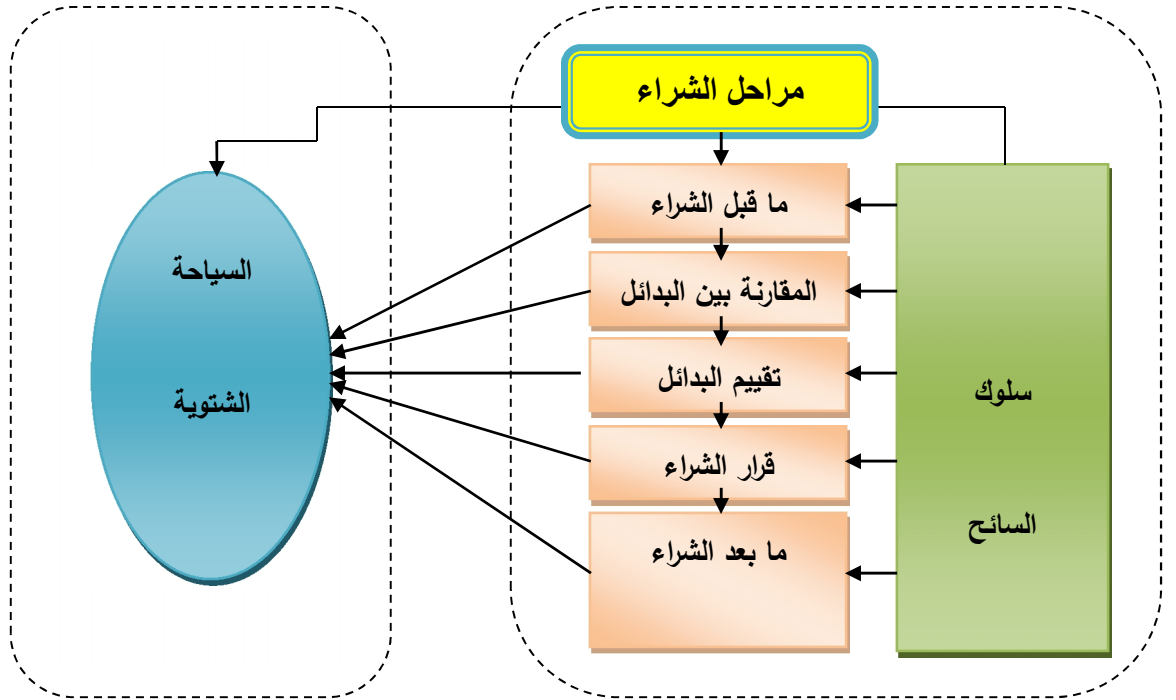 مراحل الشراء
سلوك
السائح
ما قبل الشراء
المقارنة بين البدائل
تقييم البدائل
قرار الشراء
ما بعد الشراء
السياحة
الشتوية